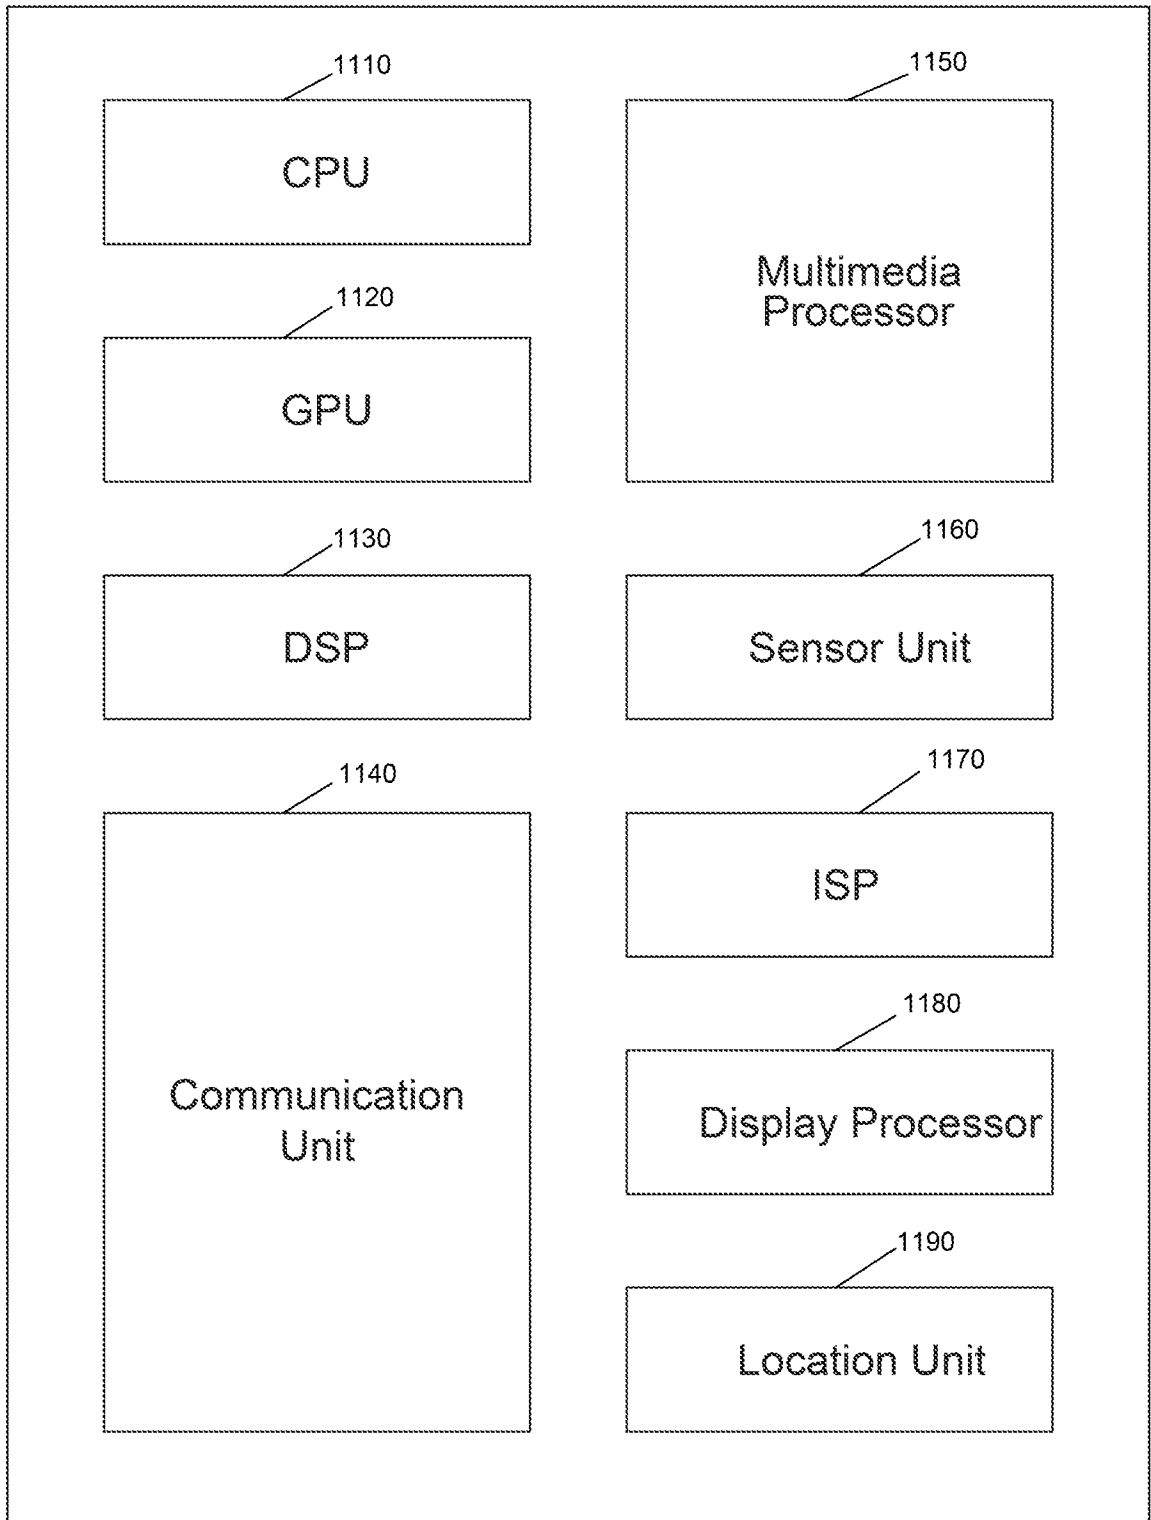 1110
CPU
1120
GPU
1130
DSP
1140
Communication
Unit
1150
Multimedia
Processor
1160
Sensor Unit
1170
ISP
1180
Display Processor
1190
Location Unit